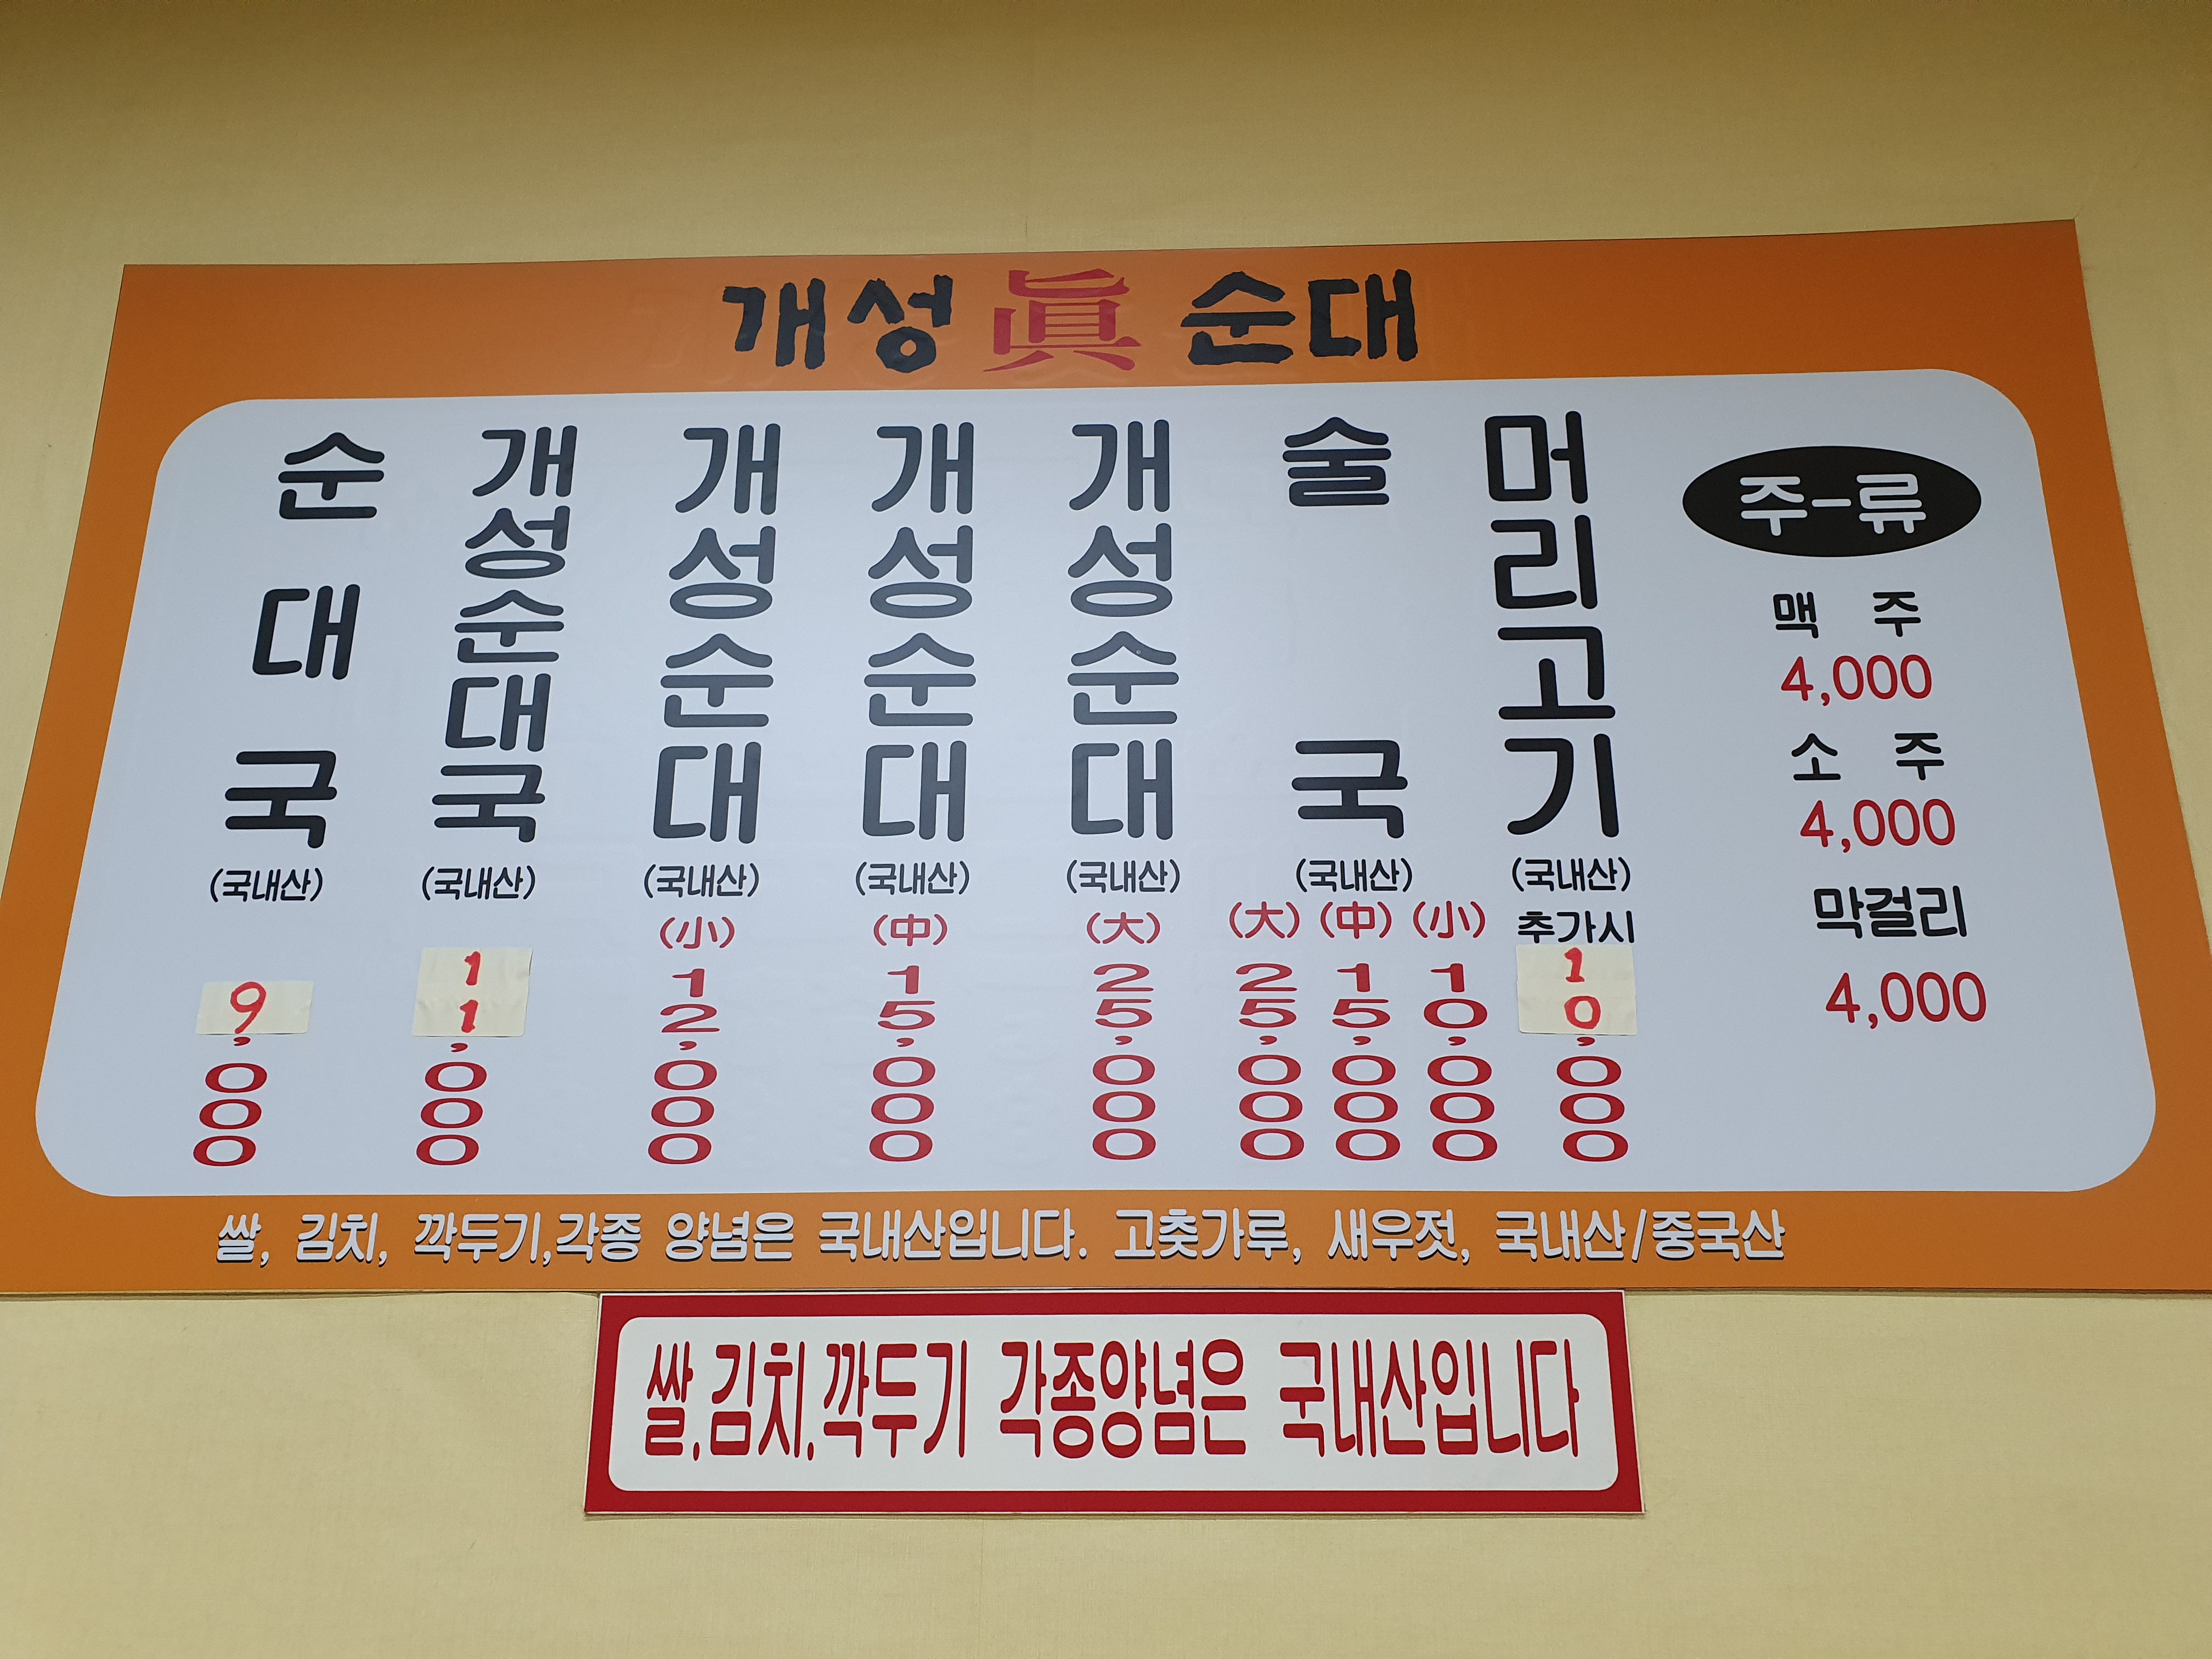 개성 眞 순대
순대국
(국내산)
9,000
개성순대국
(국내산)
11,000
개성순대
(국내산)
(小)
12,000
개성순대
(국내산)
(中)
15,000
개성순대
(국내산)
(大)
25,000
술국
(국내산)
(大) (中) (小)
25,000 15,000 10,000
머리고기
(국내산)
추가시
10,000
주-류
맥 주
4,000
소 주
4,000
막걸리
4,000
쌀, 김치, 깍두기,각종 양념은 국내산입니다. 고춧가루, 새우젓, 국내산/중국산
쌀,김치,깍두기 각종양념은 국내산입니다